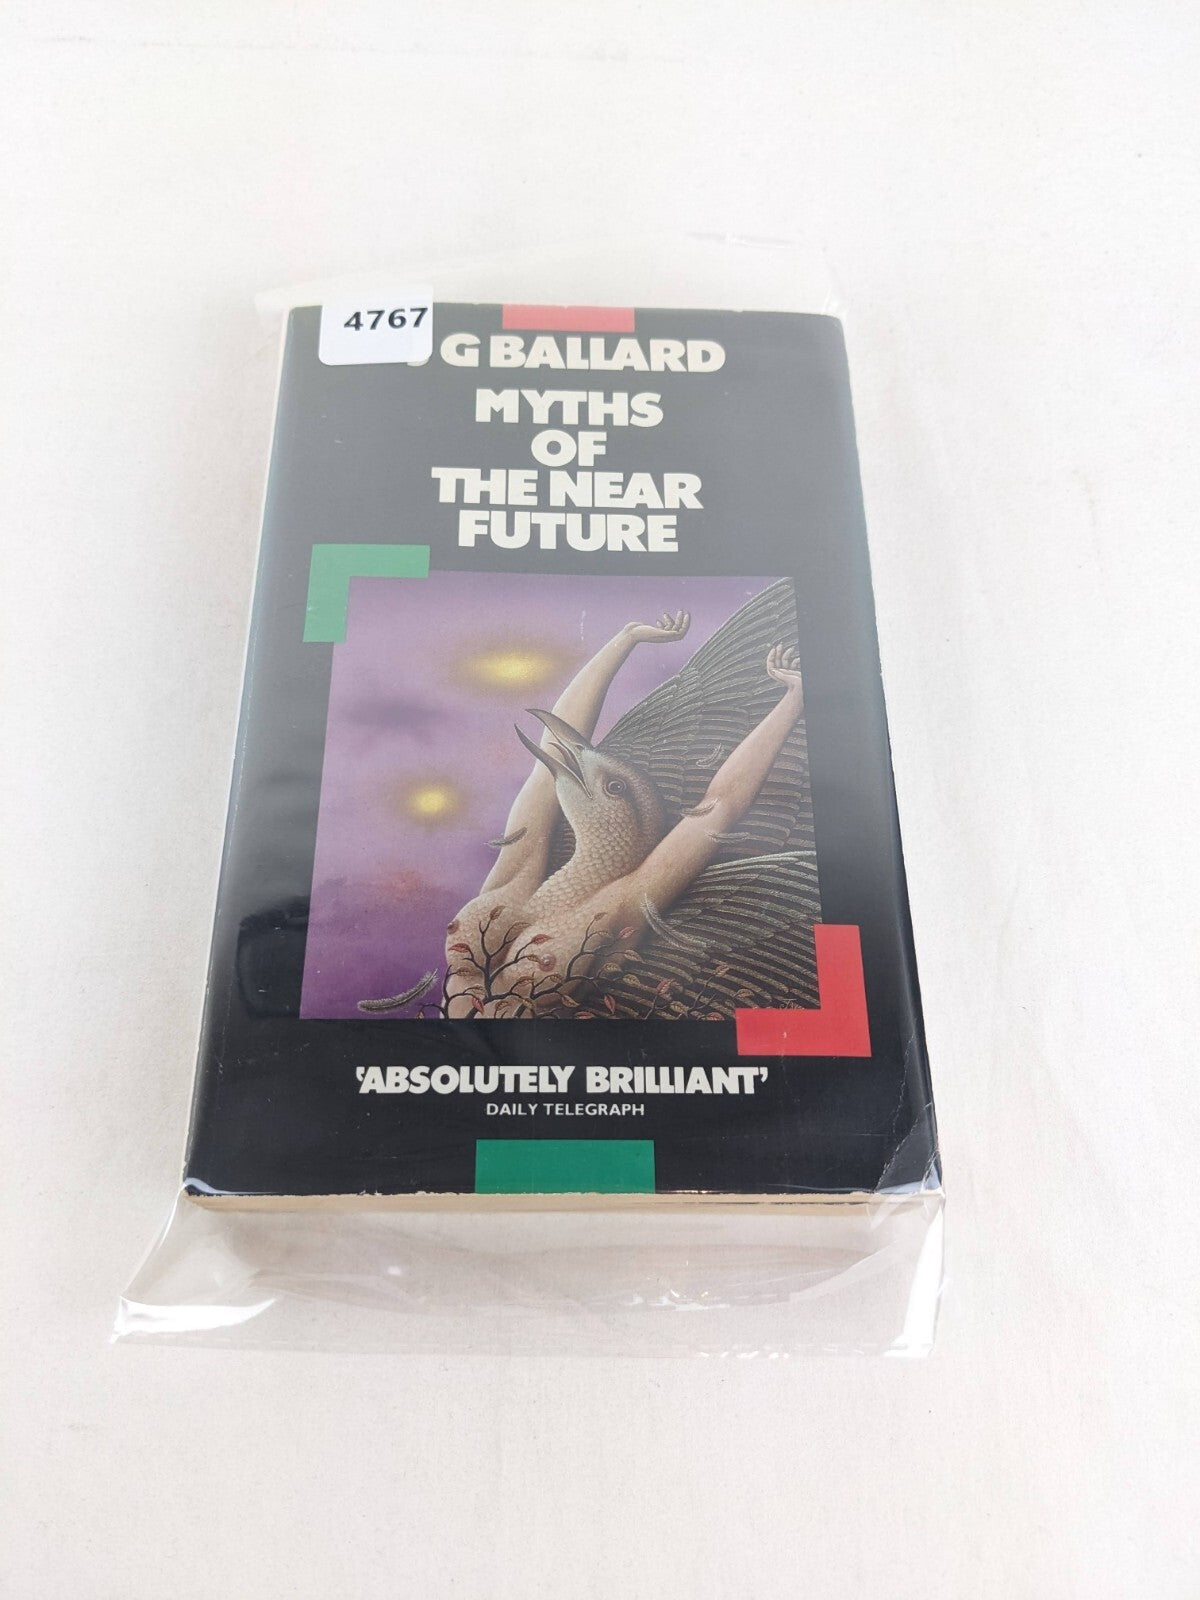 4767
G BALLARD
MYTHS
OF
THE NEAR
FUTURE
'ABSOLUTELY BRILLIANT'
DAILY TELEGRAPH